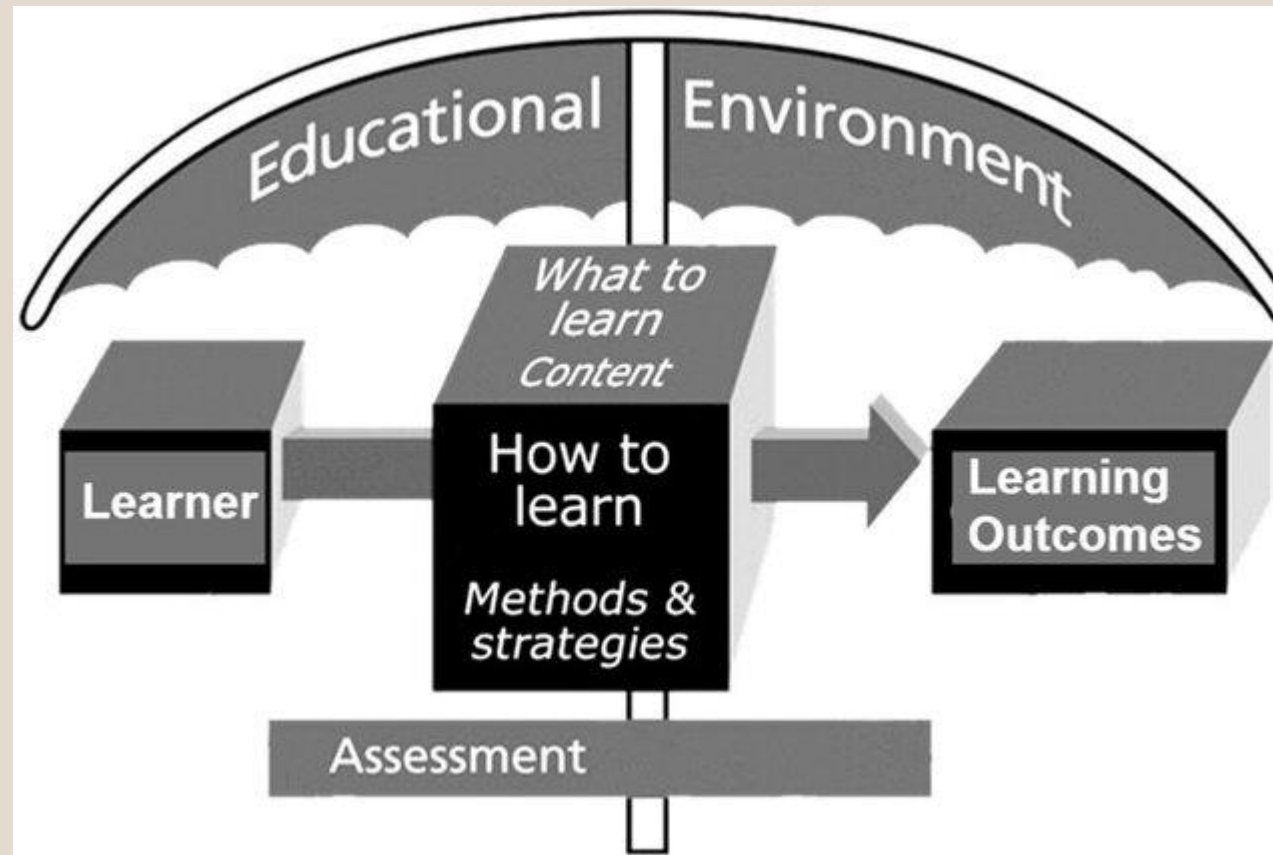 Educational Environment
What to
learn
Content
Learner
How to
learn
Methods &
strategies
Learning
Outcomes
Assessment